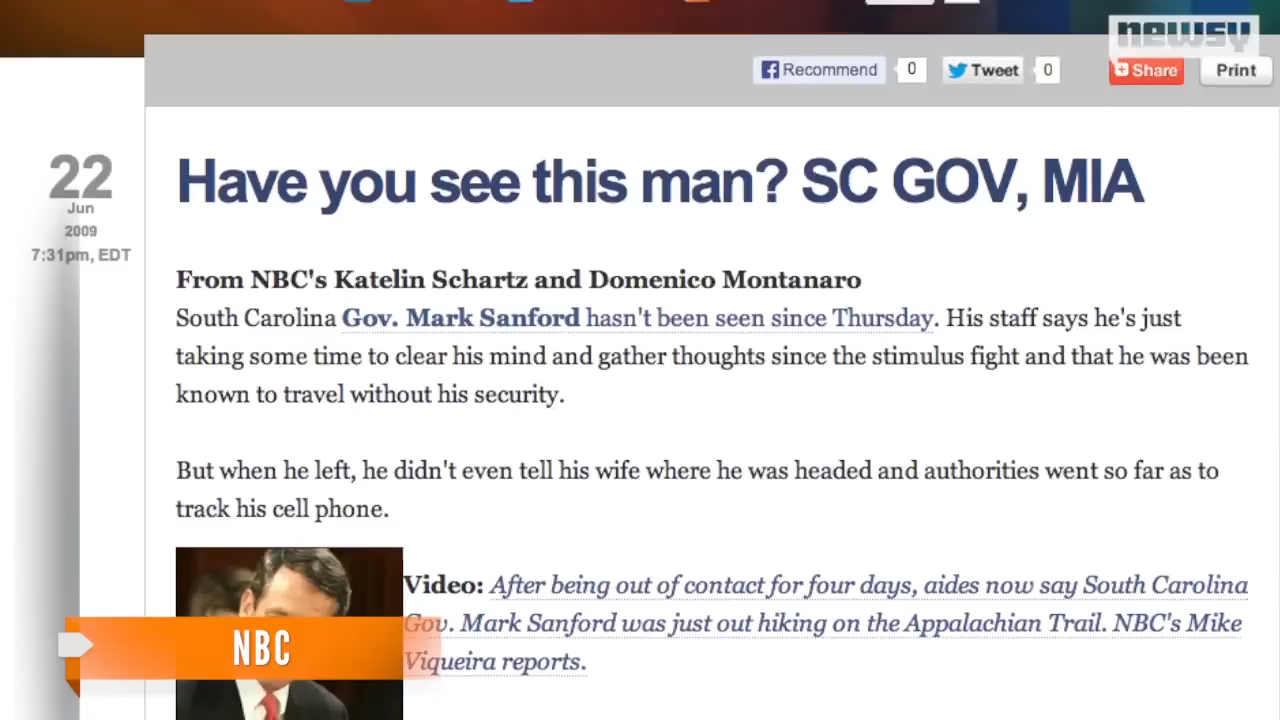 newsy
Recommend 0 Tweet 0 Share Print
22
Jun
2009
7:31pm, EDT
Have you see this man? SC GOV, MIA
From NBC's Katelin Schartz and Domenico Montanaro
South Carolina Gov. Mark Sanford hasn't been seen since Thursday. His staff says he's just
taking some time to clear his mind and gather thoughts since the stimulus fight and that he was been
known to travel without his security.
But when he left, he didn't even tell his wife where he was headed and authorities went so far as to
track his cell phone.
Video: After being out of contact for four days, aides now say South Carolina
Gov. Mark Sanford was just out hiking on the Appalachian Trail. NBC's Mike
Viqueira reports.
NBC